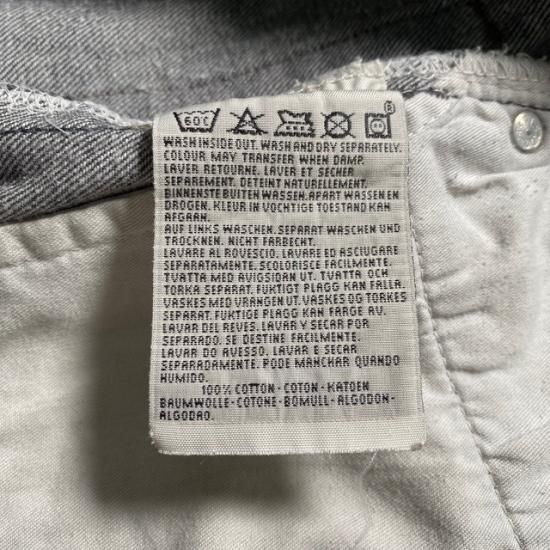 60C ®
WASH INSIDE OUT. WASH AND DRY SEPARATELY.
COLOUR MAY TRANSFER WHEN DAMP.
LAVER RETOURNE. LAVER ET SECHER
SEPAREMENT. DETEINT NATURELLEMENT.
BINNENSTE BUITEN WASSEN. APART WASSEN EN
DROGEN. KLEUR IN VOCHTIGE TOESTAND KAN
AFGAAN.
AUF LINKS WASCHEN. SEPARAT WASCHEN UND
TROCKNEN. NICHT FARBECHT.
LAVARE AL ROVESCIO. LAVARE ED ASCIUGARE
SEPARATAMENTE. SCOLORISCE FACILMENTE.
TVATTA MED AVIGSIDAN UT. TVATTA OCH
TORKA SEPARAT. FUKTIGT PLAGG KAN FALLA.
VASKES MED VRANGEN UT. VASKES OG TORKES
SEPARAT. FUKTIGE PLAGG KAN FARGE AV.
LAVAR DEL REVES. LAVAR Y SECAR POR
SEPARADO. SE DESTINE FACILMENTE.
LAVAR DO AVESSO. LAVAR E SECAR
SEPARADAMENTE. PODE MANCHAR QUANDO
HUMIDO.
100% COTTON - COTON - KATOEN
BAUMWOLLE - COTONE - BOMULL - ALGODON -
ALGODAO.